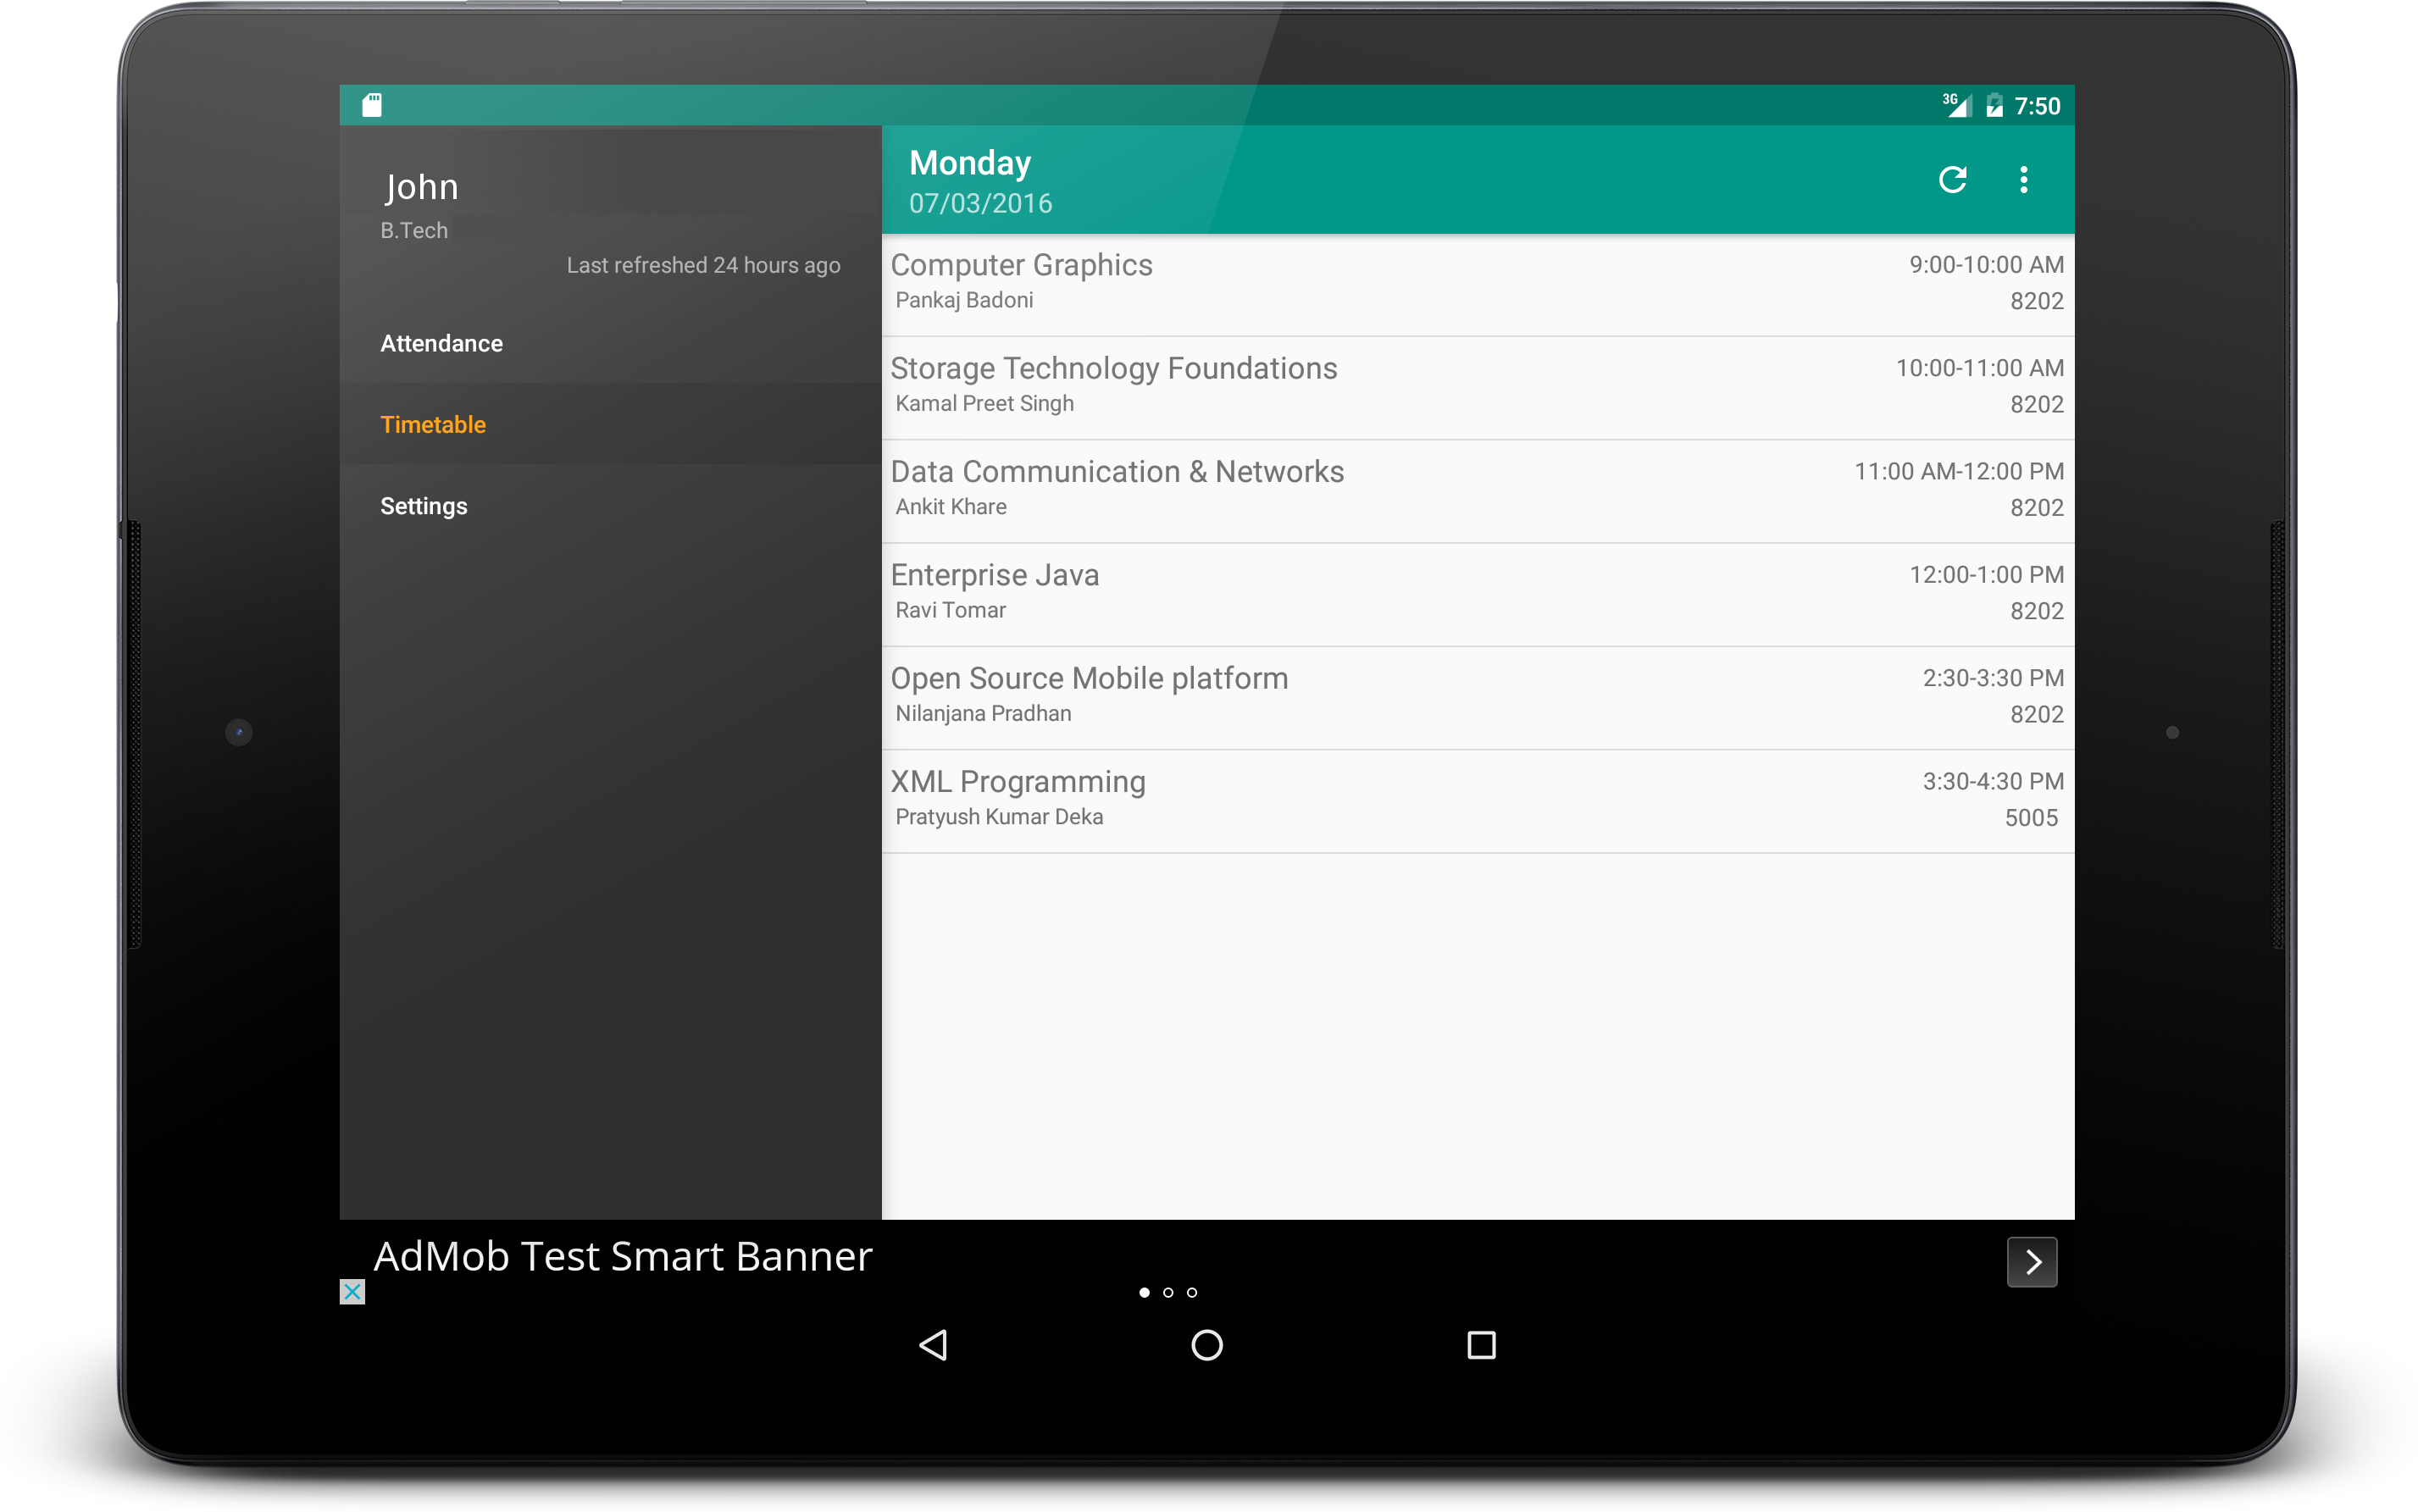 3G 7:50
John
B.Tech
Last refreshed 24 hours ago
Attendance
Timetable
Settings
Monday
07/03/2016
Computer Graphics 9:00-10:00 AM
Pankaj Badoni 8202
Storage Technology Foundations 10:00-11:00 AM
Kamal Preet Singh 8202
Data Communication & Networks 11:00 AM-12:00 PM
Ankit Khare 8202
Enterprise Java 12:00-1:00 PM
Ravi Tomar 8202
Open Source Mobile platform 2:30-3:30 PM
Nilanjana Pradhan 8202
XML Programming 3:30-4:30 PM
Pratyush Kumar Deka 5005
AdMob Test Smart Banner